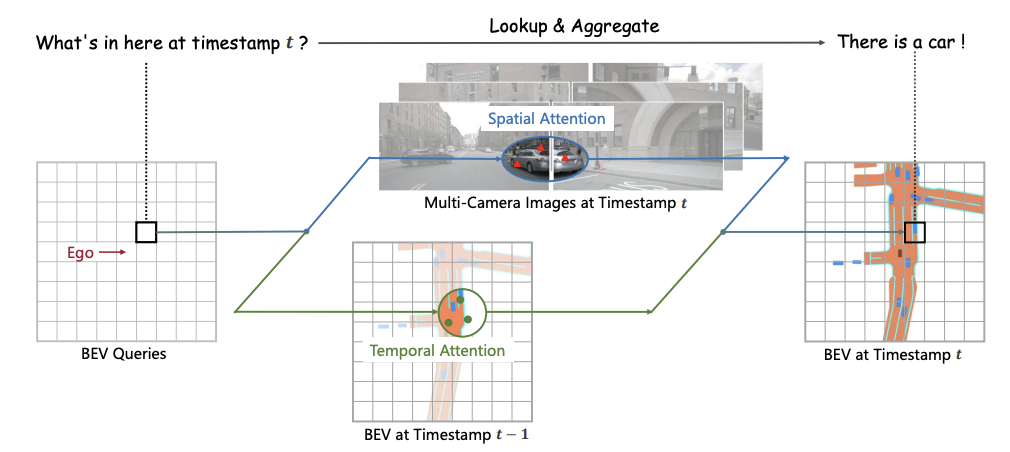 Lookup & Aggregate
What's in here at timestamp t ?
There is a car !
Spatial Attention
Multi-Camera Images at Timestamp t
Ego
BEV Queries
Temporal Attention
BEV at Timestamp t
BEV at Timestamp t − 1